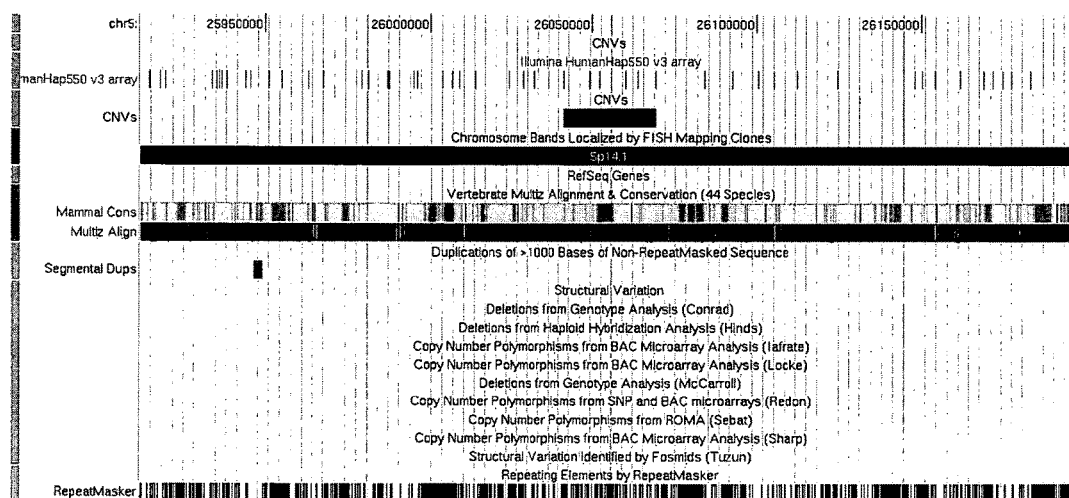 chr5: 25950000 26000000 26050000 26100000 26150000
CNVs
Illumina HumanHap550 v3 array
manHap550 v3 array
CNVs
CNVs
Chromosome Bands Localized by FISH Mapping Clones
5p14.1
RefSeq Genes
Vertebrate Multiz Alignment & Conservation (44 Species)
Mammal Cons
Multiz Align
Duplications of >1000 Bases of Non-RepeatMasked Sequence
Segmental Dups
Structural Variation
Deletions from Genotype Analysis (Conrad)
Deletions from Haploid Hybridization Analysis (Hinds)
Copy Number Polymorphisms from BAC Microarray Analysis (Iafrate)
Copy Number Polymorphisms from BAC Microarray Analysis (Locke)
Deletions from Genotype Analysis (McCarroll)
Copy Number Polymorphisms from SNP and BAC microarrays (Redon)
Copy Number Polymorphisms from ROMA (Sebat)
Copy Number Polymorphisms from BAC Microarray Analysis (Sharp)
Structural Variation Identified by Fosmids (Tuzun)
Repeating Elements by RepeatMasker
RepeatMasker